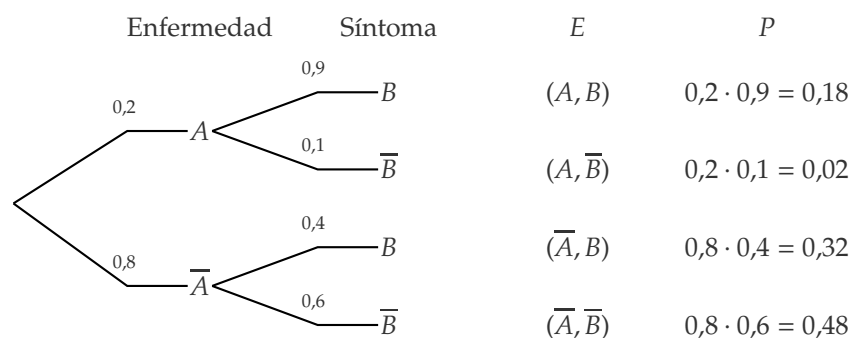 Enfermedad Síntoma E P
0,9 B (A, B) 0,2 · 0,9 = 0,18
0,2 A
0,1 B̅ (A, B̅) 0,2 · 0,1 = 0,02
0,4 B (A̅, B) 0,8 · 0,4 = 0,32
0,8 A̅
0,6 B̅ (A̅, B̅) 0,8 · 0,6 = 0,48